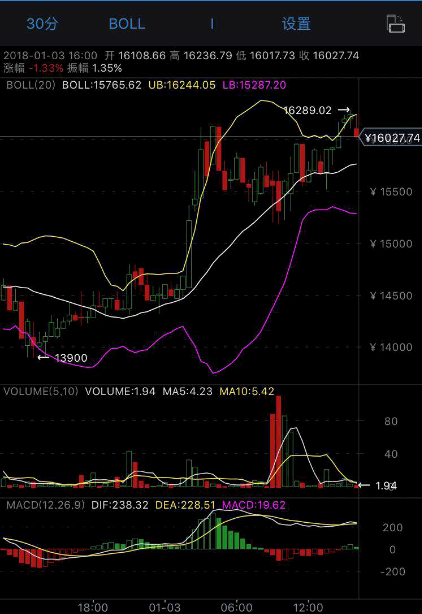 30分 BOLL I 设置
2018-01-03 16:00 开 16108.66 高 16236.79 低 16017.73 收 16027.74
涨幅 -1.33% 振幅 1.35%
BOLL(20) BOLL:15765.62 UB:16244.05 LB:15287.20
16289.02 →
¥16027.74
¥ 15500
¥ 15000
¥ 14500
¥ 14000
← 13900
VOLUME(5,10) VOLUME:1.94 MA5:4.23 MA10:5.42
80
40
← 1.94
MACD(12,26,9) DIF:238.32 DEA:228.51 MACD:19.62
200
0
-200
18:00 01-03 06:00 12:00